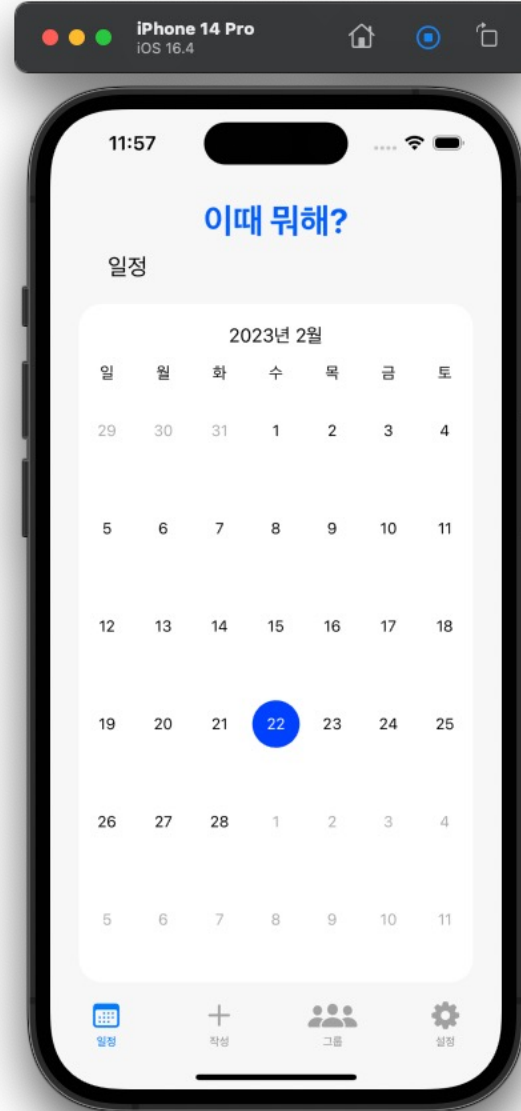 iPhone 14 Pro
iOS 16.4
11:57
이때 뭐해?
일정
2023년 2월
일 월 화 수 목 금 토
29 30 31 1 2 3 4
5 6 7 8 9 10 11
12 13 14 15 16 17 18
19 20 21 22 23 24 25
26 27 28 1 2 3 4
5 6 7 8 9 10 11
일정 작성 그룹 설정